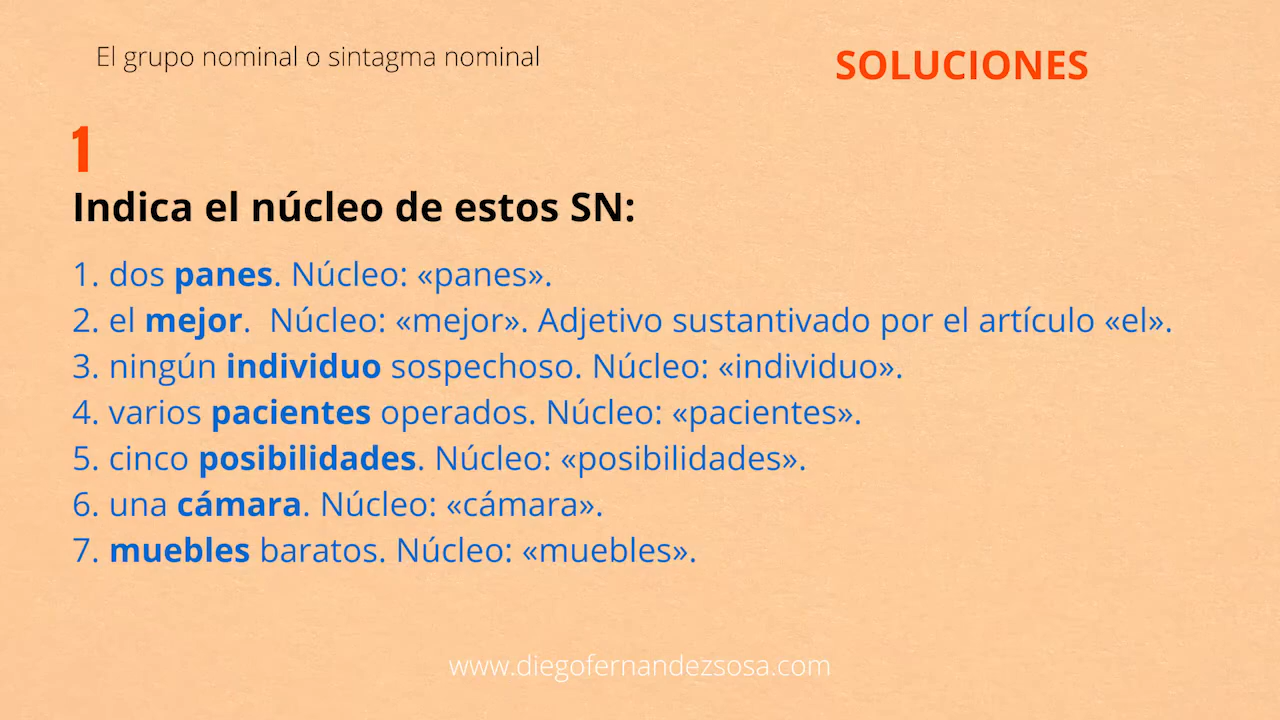 El grupo nominal o sintagma nominal
SOLUCIONES
1
Indica el núcleo de estos SN:
1. dos panes. Núcleo: «panes».
2. el mejor.  Núcleo: «mejor». Adjetivo sustantivado por el artículo «el».
3. ningún individuo sospechoso. Núcleo: «individuo».
4. varios pacientes operados. Núcleo: «pacientes».
5. cinco posibilidades. Núcleo: «posibilidades».
6. una cámara. Núcleo: «cámara».
7. muebles baratos. Núcleo: «muebles».
www.diegofernandezsosa.com